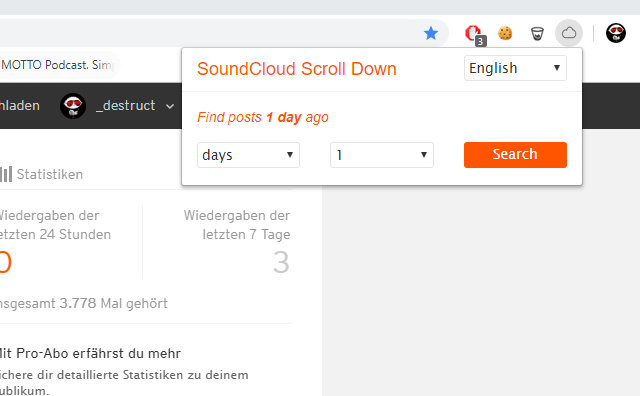 3
MOTTO Podcast. Sim
SoundCloud Scroll Down
English
hladen
_destruct
Find posts 1 day ago
days
1
Search
Statistiken
Wiedergaben der
letzten 24 Stunden
0
Wiedergaben der
letzten 7 Tage
3
nsgesamt 3.778 Mal gehört
Mit Pro-Abo erfährst du mehr
ichere dir detaillierte Statistiken zu deinem
ublikum.